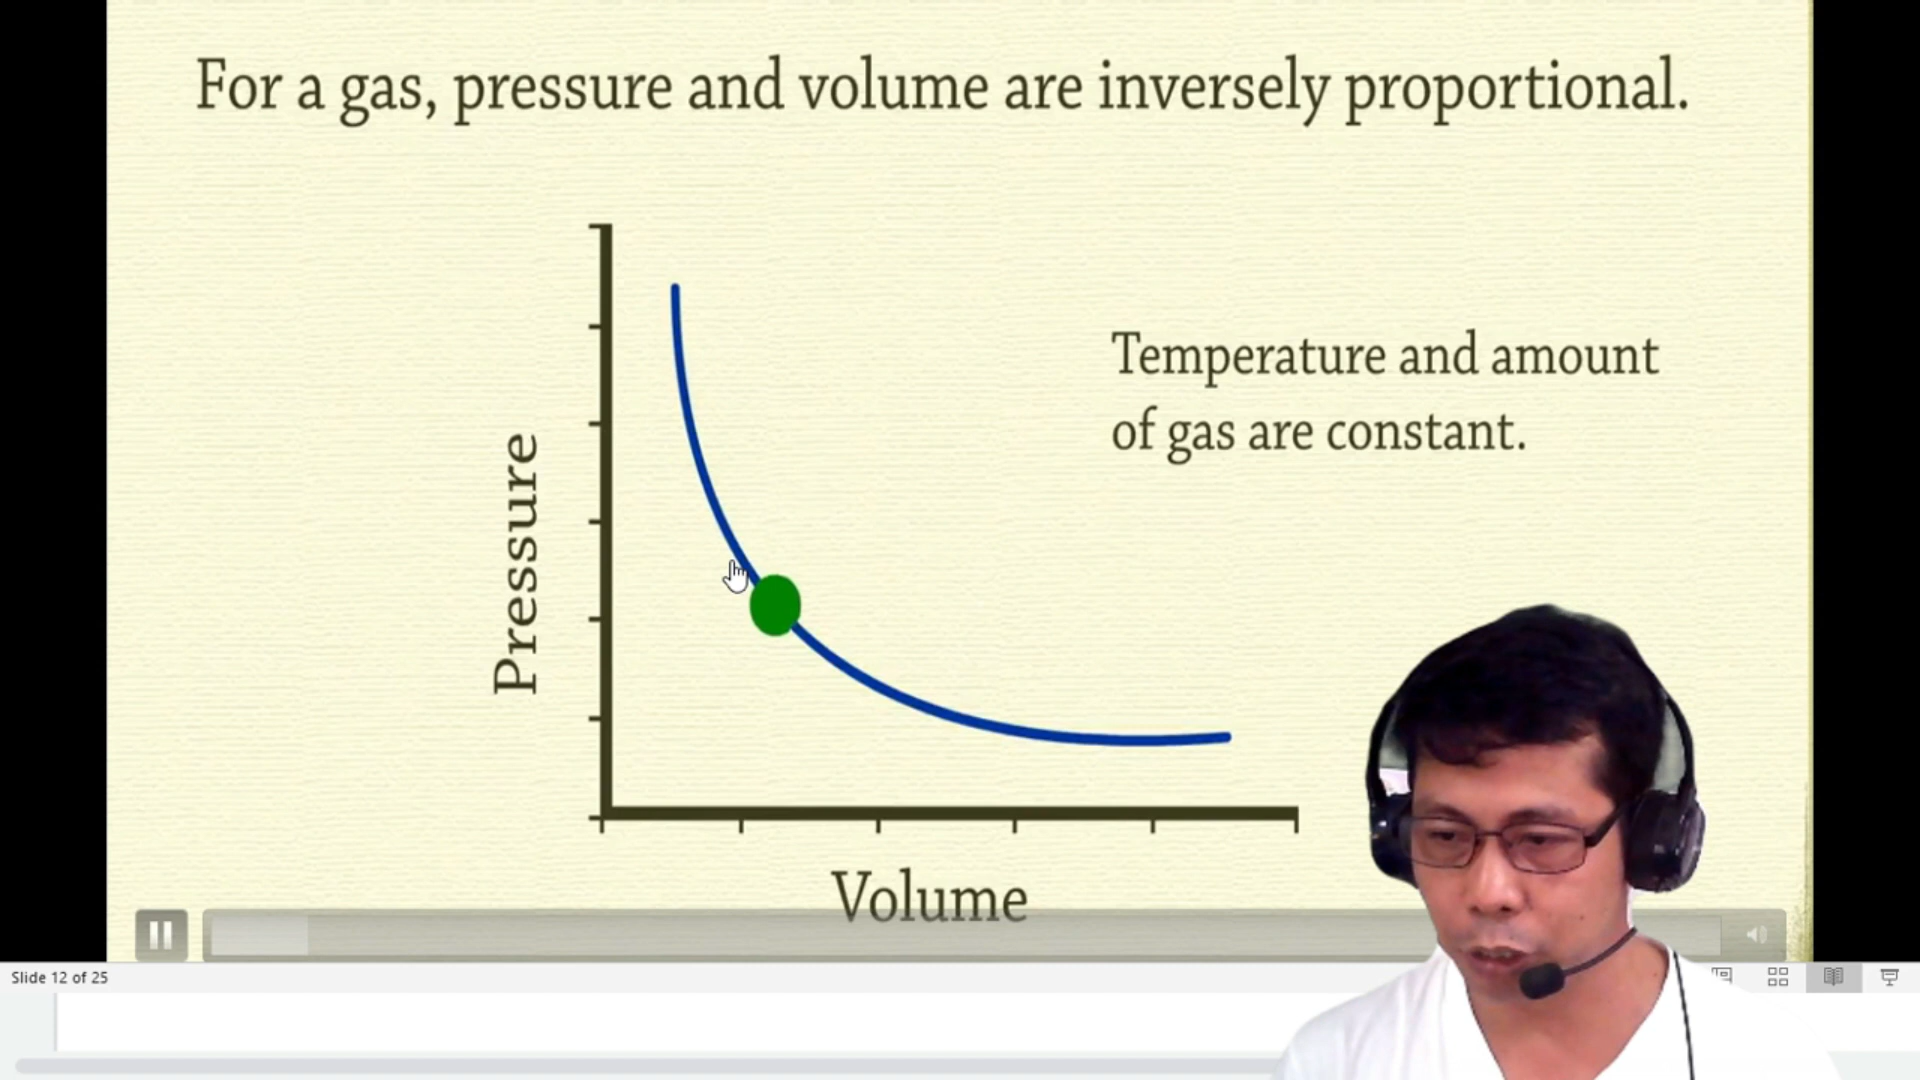 For a gas, pressure and volume are inversely proportional.
Temperature and amount
of gas are constant.
Pressure
Volume
Slide 12 of 25